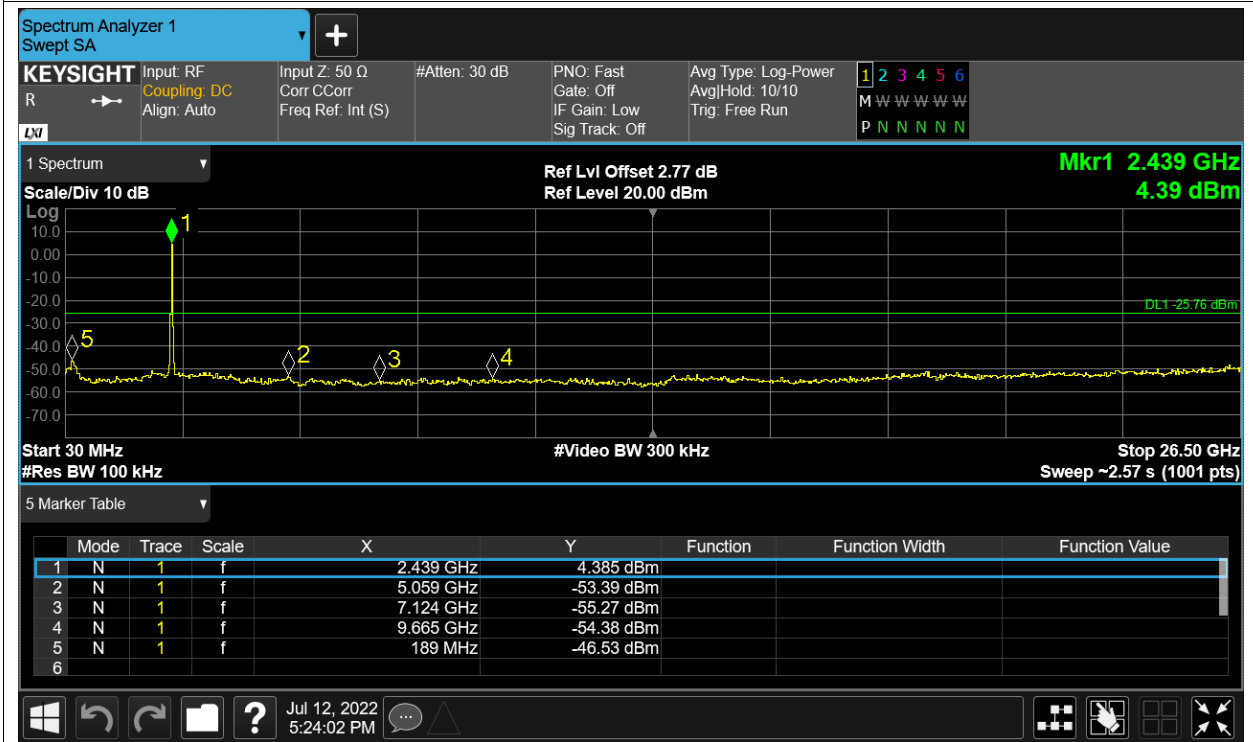 Spectrum Analyzer 1
Swept SA
+
KEYSIGHT
R
LXI
Input: RF
Coupling: DC
Align: Auto
Input Z: 50 Ω
Corr CCorr
Freq Ref: Int (S)
#Atten: 30 dB
PNO: Fast
Gate: Off
IF Gain: Low
Sig Track: Off
Avg Type: Log-Power
Avg|Hold: 10/10
Trig: Free Run
1 2 3 4 5 6
M W W W W W
P N N N N N
1 Spectrum
Scale/Div 10 dB
Ref Lvl Offset 2.77 dB
Ref Level 20.00 dBm
Mkr1 2.439 GHz
4.39 dBm
Log
10.0
0.00
-10.0
-20.0
-30.0
-40.0
-50.0
-60.0
-70.0
1
DL1 -25.76 dBm
5
2
3
4
Start 30 MHz
#Video BW 300 kHz
Stop 26.50 GHz
#Res BW 100 kHz
Sweep ~2.57 s (1001 pts)
5 Marker Table
Mode Trace Scale X Y Function Function Width Function Value
1 N 1 f 2.439 GHz 4.385 dBm
2 N 1 f 5.059 GHz -53.39 dBm
3 N 1 f 7.124 GHz -55.27 dBm
4 N 1 f 9.665 GHz -54.38 dBm
5 N 1 f 189 MHz -46.53 dBm
6
?
Jul 12, 2022
5:24:02 PM